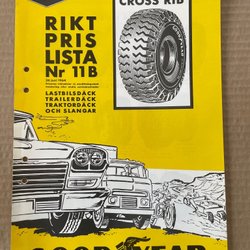 CROSS RIB
RIKT
PRIS
LISTA
Nr 11B
LASTBILSDÄCK
TRAILERDÄCK
TRAKTORDÄCK
OCH SLANGAR
GOOD YEAR